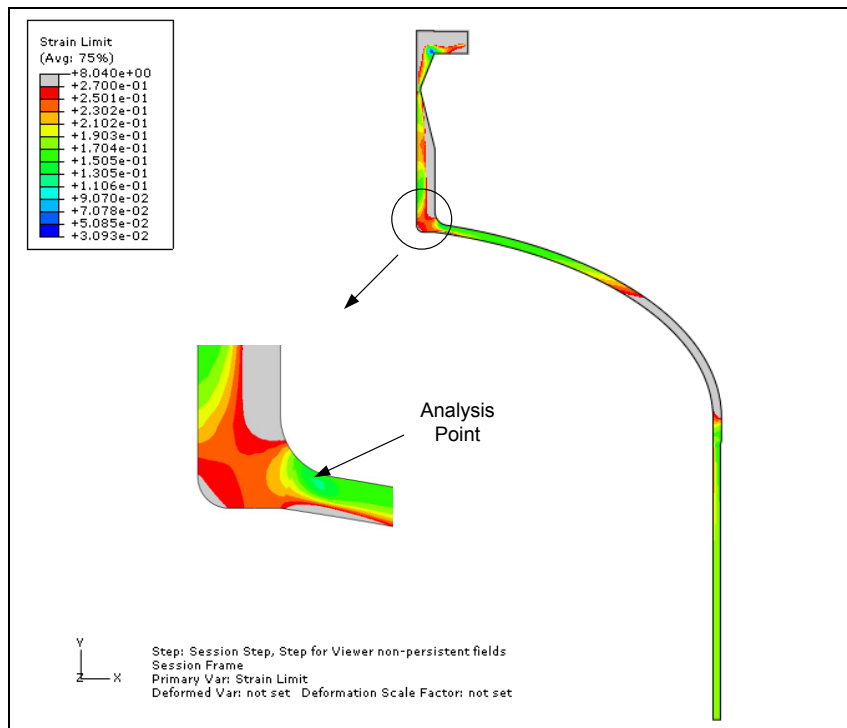 Strain Limit
(Avg: 75%)
+8.040e+00
+2.700e-01
+2.501e-01
+2.302e-01
+2.102e-01
+1.903e-01
+1.704e-01
+1.505e-01
+1.305e-01
+1.106e-01
+9.070e-02
+7.078e-02
+5.085e-02
+3.093e-02
Analysis
Point
Y
Z X
Step: Session Step, Step for Viewer non-persistent fields
Session Frame
Primary Var: Strain Limit
Deformed Var: not set Deformation Scale Factor: not set